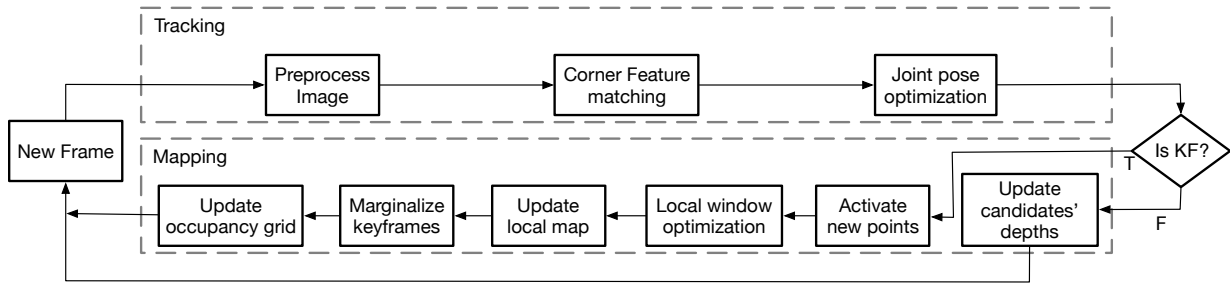 Tracking
Preprocess
Image
Corner Feature
matching
Joint pose
optimization
New Frame
Is KF?
T
F
Mapping
Update
occupancy grid
Marginalize
keyframes
Update
local map
Local window
optimization
Activate
new points
Update
candidates'
depths